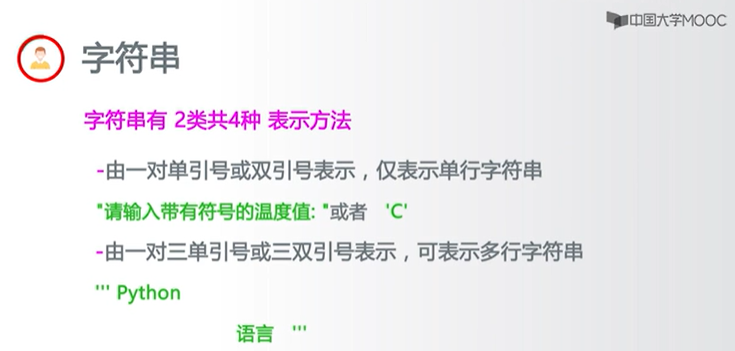 中国大学MOOC
字符串
字符串有 2类共4种 表示方法
-由一对单引号或双引号表示，仅表示单行字符串
"请输入带有符号的温度值: "或者 'C'
-由一对三单引号或三双引号表示，可表示多行字符串
''' Python
语言 '''